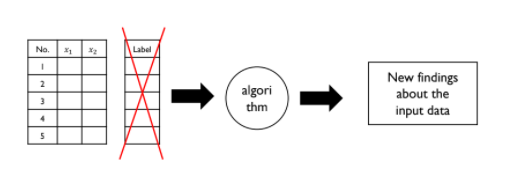 No. x₁ x₂ Label
1
2
3
4
5
algori
thm
New findings
about the
input data